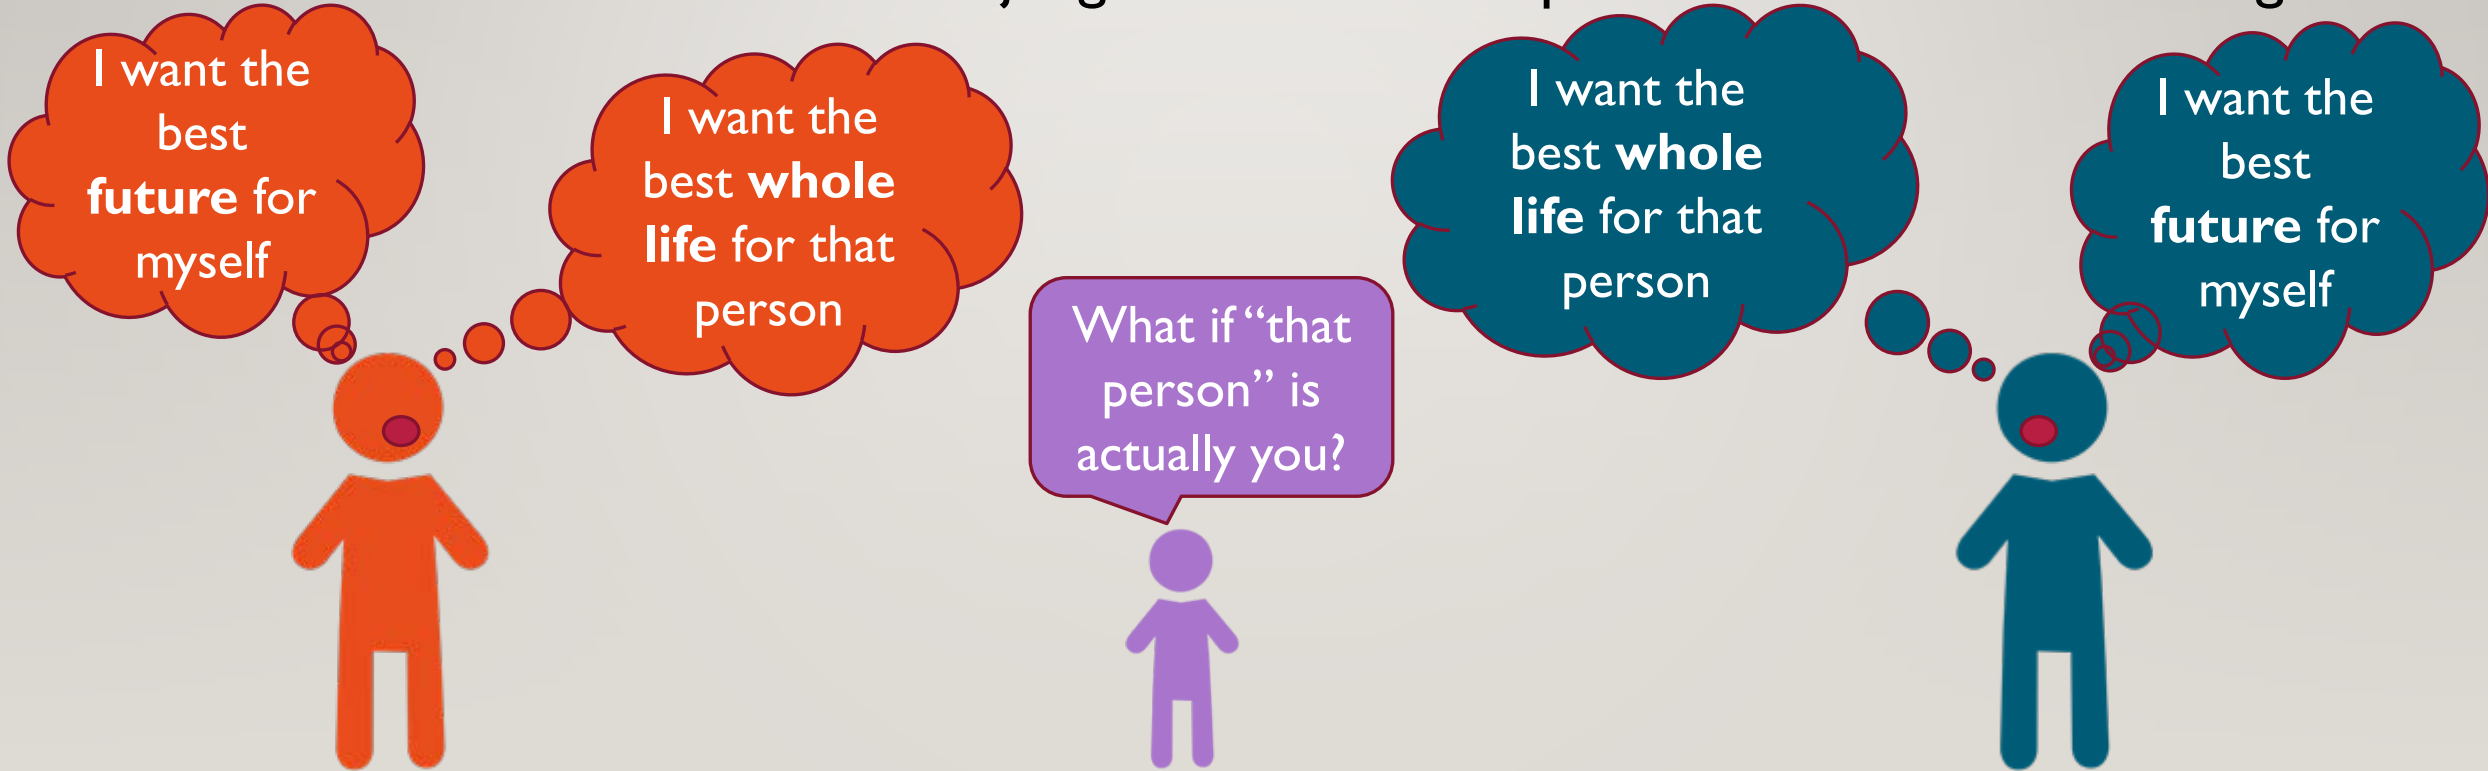 I want the
best
future for
myself
I want the
best whole
life for that
person
What if “that
person” is
actually you?
I want the
best whole
life for that
person
I want the
best
future for
myself